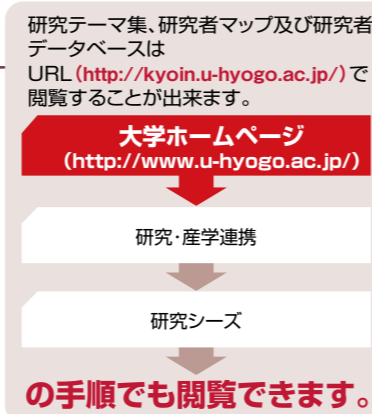 研究テーマ集、研究者マップ及び研究者
データベースは
URL(http://kyoin.u-hyogo.ac.jp/)で
閲覧することが出来ます。
大学ホームページ
(http://www.u-hyogo.ac.jp/)
研究・産学連携
研究シーズ
の手順でも閲覧できます。